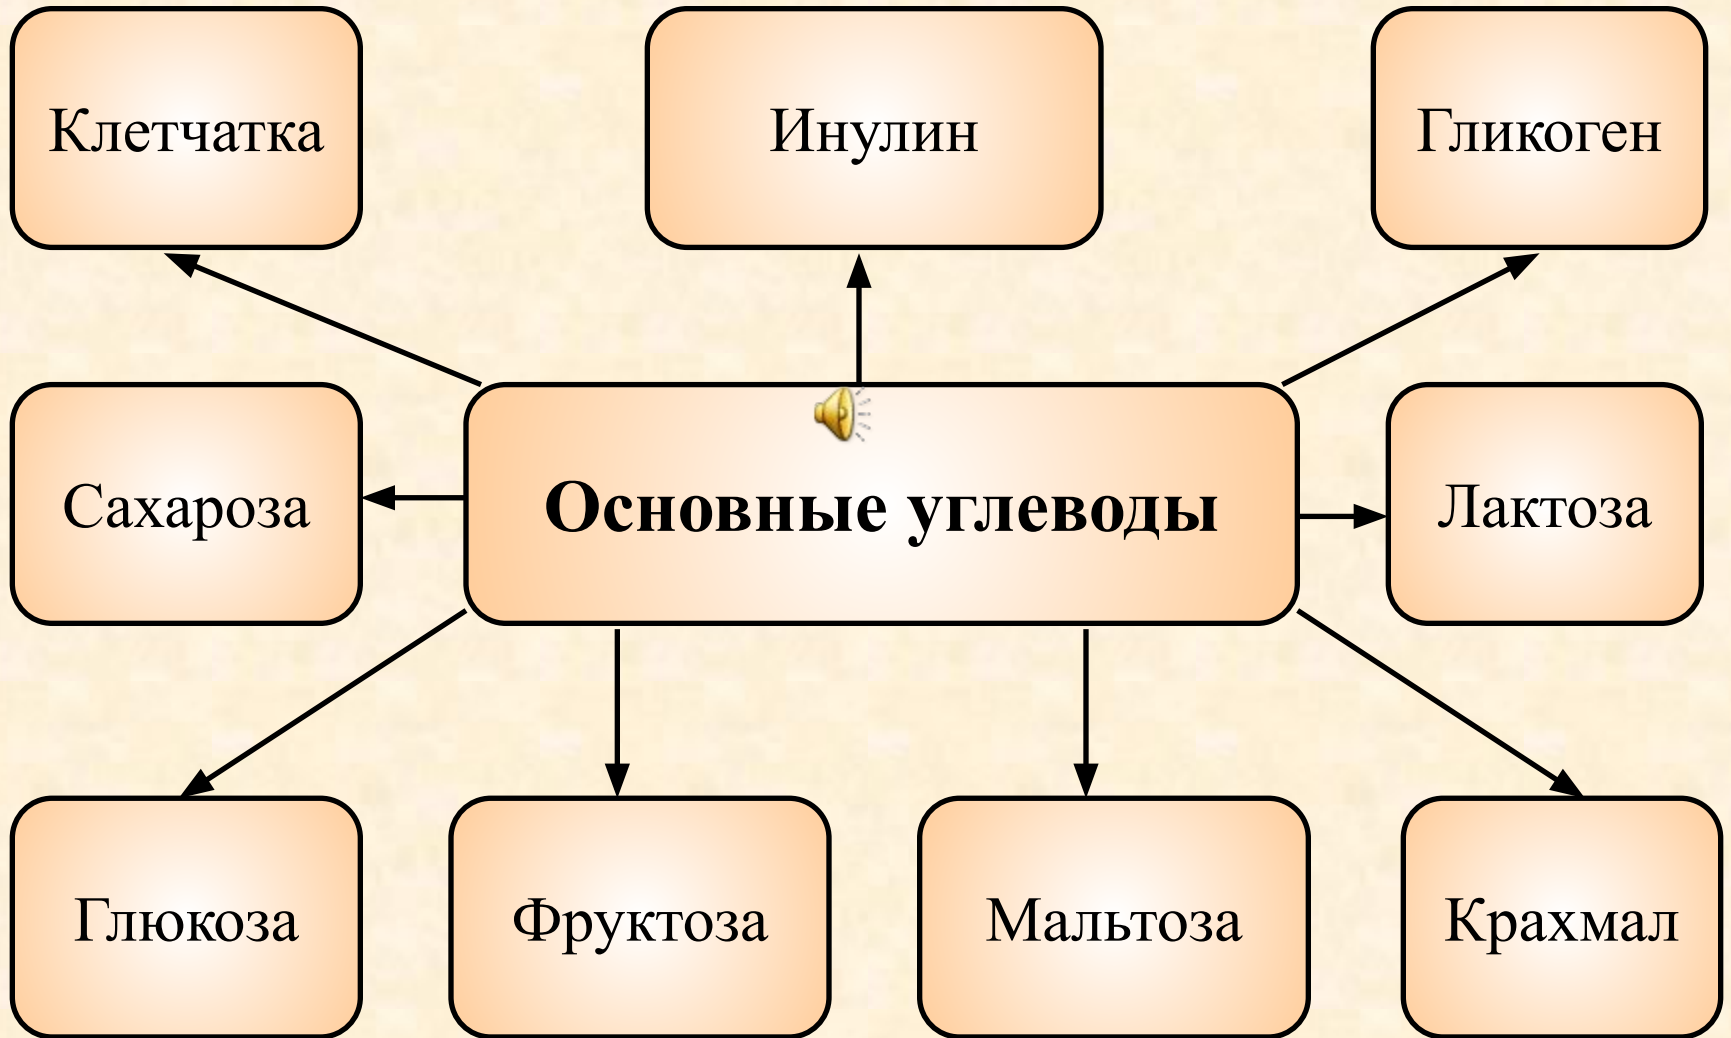 Клетчатка
Инулин
Гликоген
Сахароза
Основные углеводы
Лактоза
Глюкоза
Фруктоза
Мальтоза
Крахмал